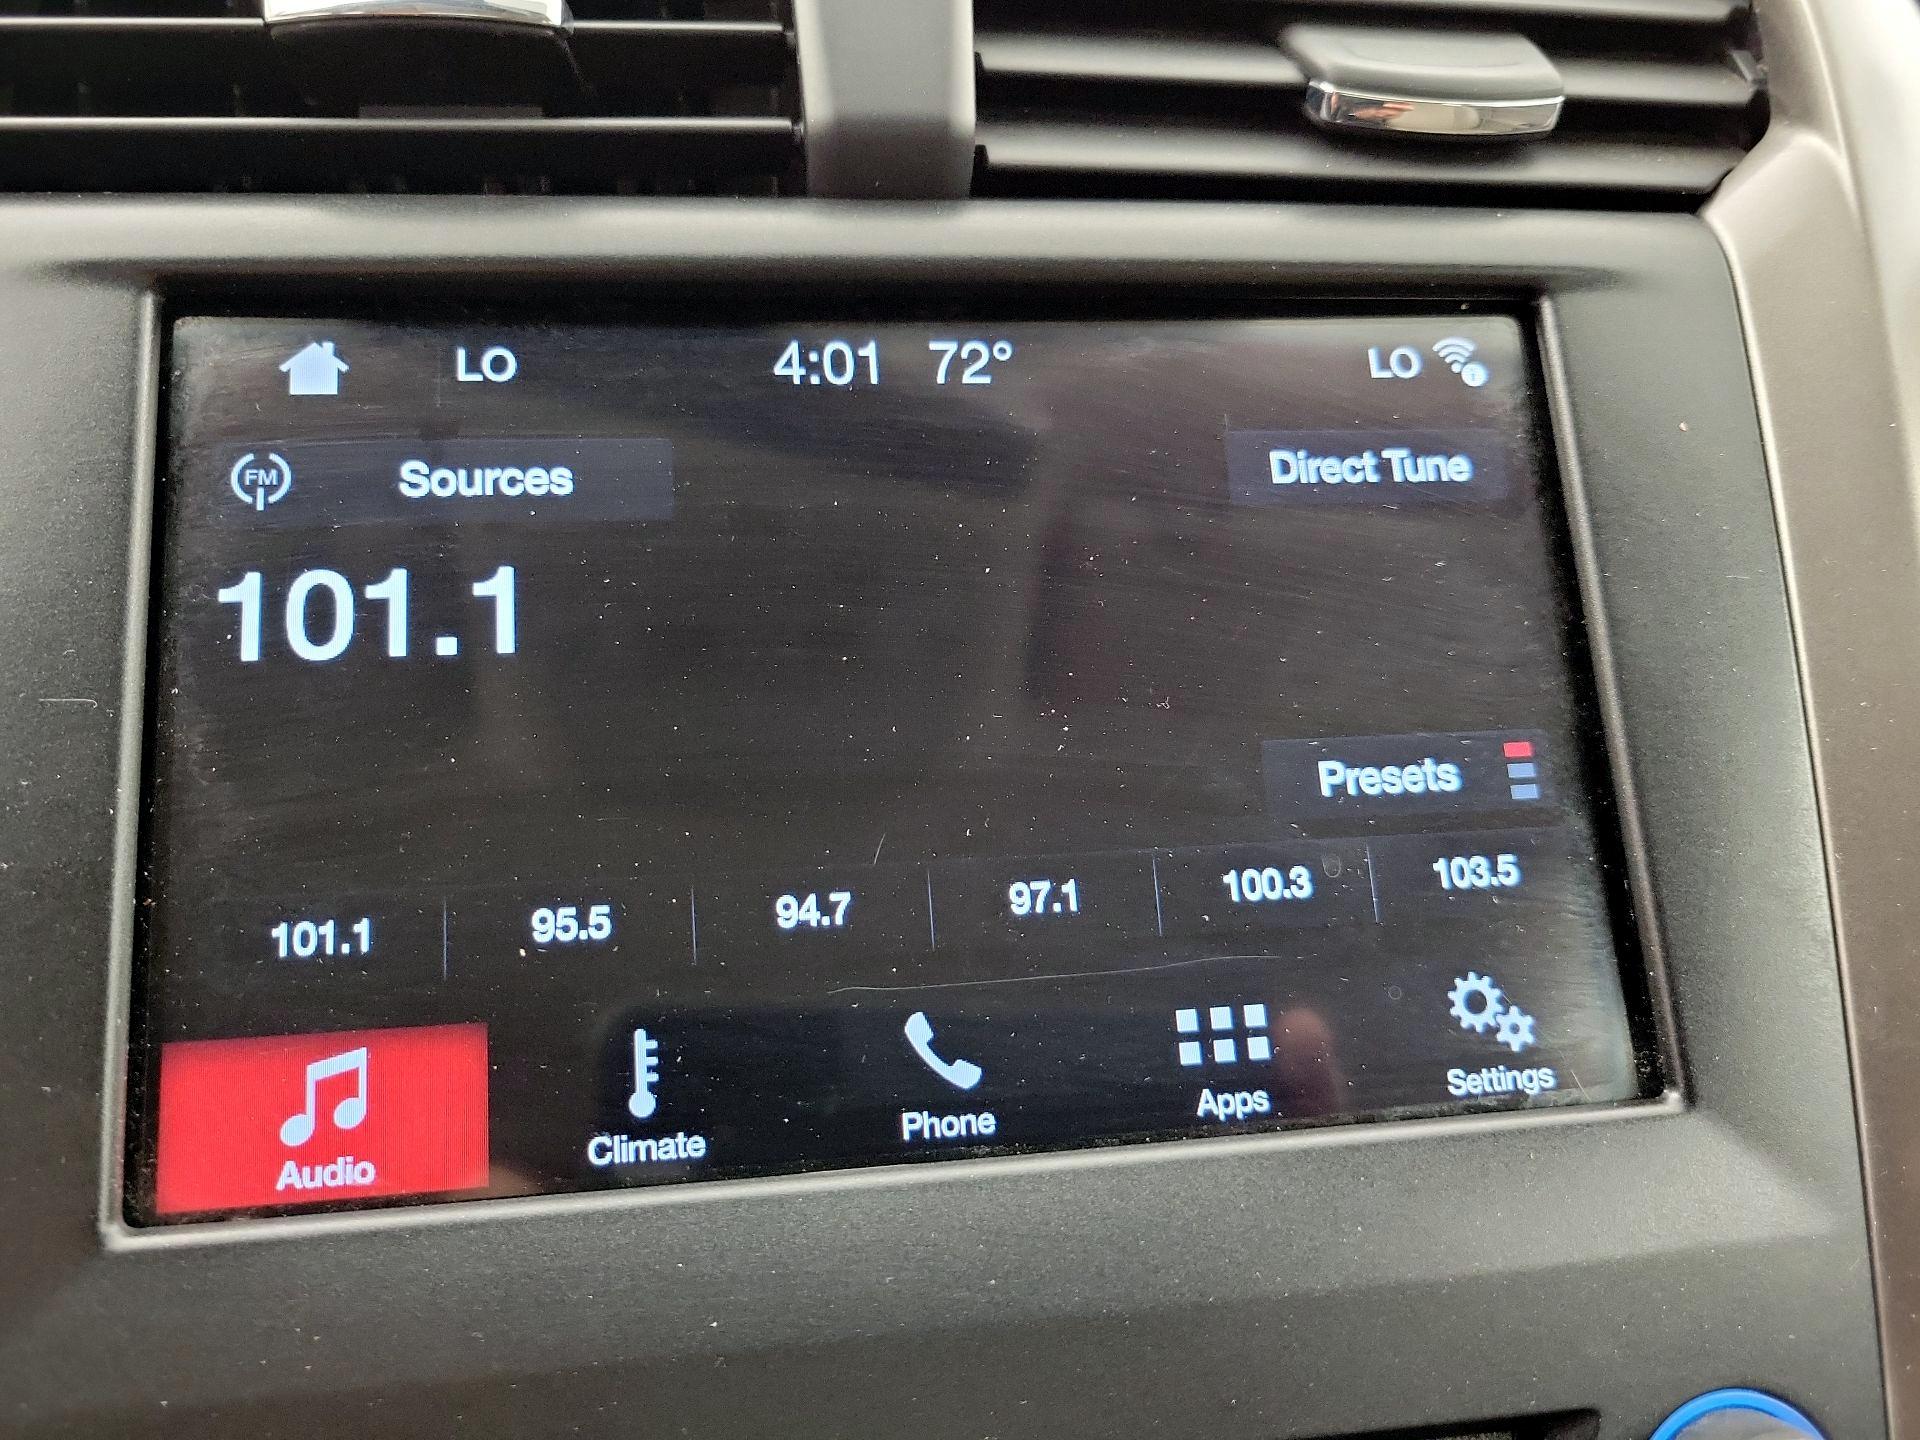 LO 4:01 72° LO
FM Sources Direct Tune
101.1
Presets
101.1 95.5 94.7 97.1 100.3 103.5
Audio Climate Phone Apps Settings